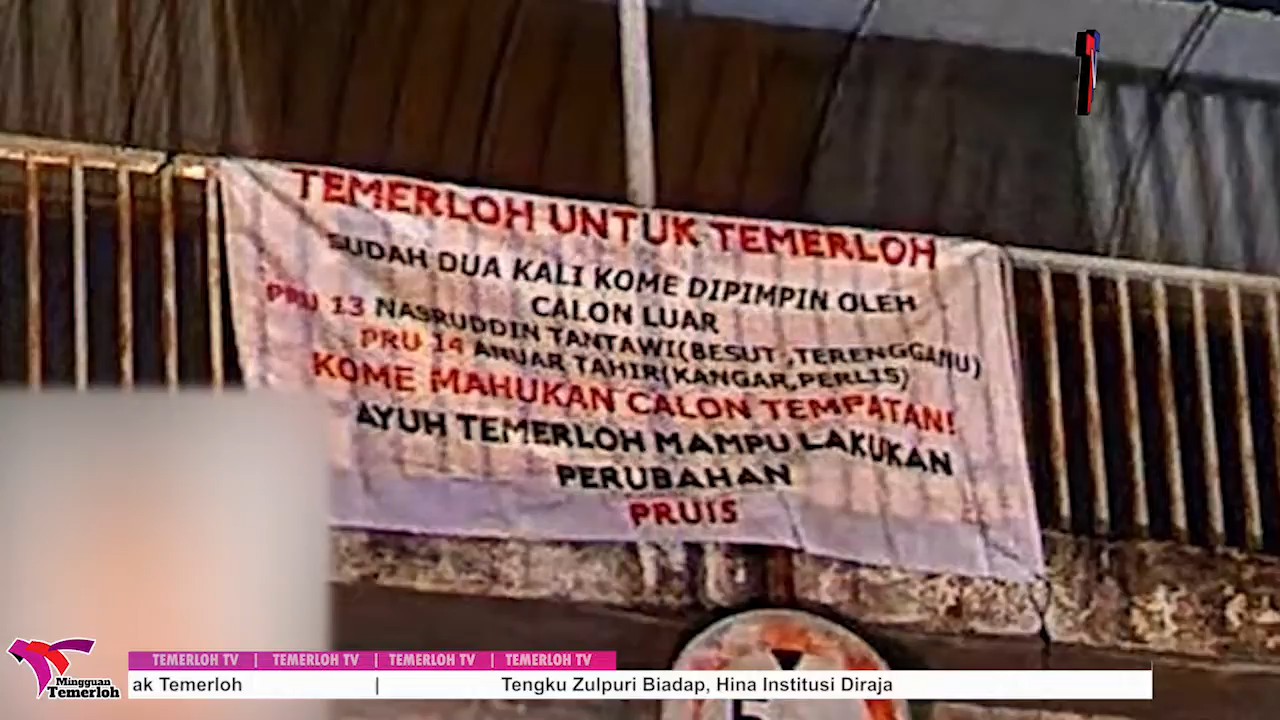 TEMERLOH UNTUK TEMERLOH
SUDAH DUA KALI KOME DIPIMPIN OLEH
CALON LUAR
PRU 13 NASRUDDIN TANTAWI(BESUT ,TERENGGANU)
PRU 14 ANUAR TAHIR(KANGAR,PERLIS)
KOME MAHUKAN CALON TEMPATAN!
AYUH TEMERLOH MAMPU LAKUKAN
PERUBAHAN
PRU15
TEMERLOH TV | TEMERLOH TV | TEMERLOH TV | TEMERLOH TV
Mingguan
Temerloh
ak Temerloh | Tengku Zulpuri Biadap, Hina Institusi Diraja